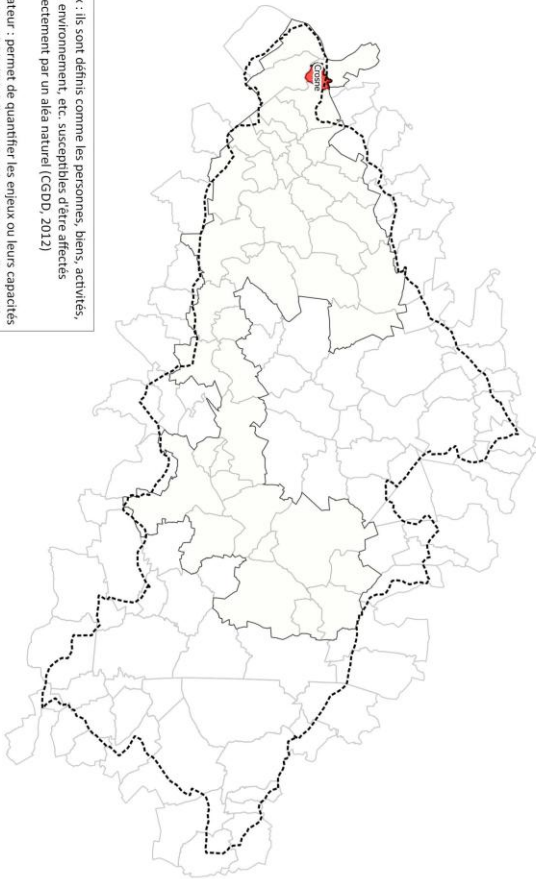 Crosne
x : ils sont définis comme les personnes, biens, activités,
environnement, etc. susceptibles d'être affectés
ectement par un aléa naturel (CGDD, 2012)
ateur : permet de quantifier les enjeux ou leurs capacités